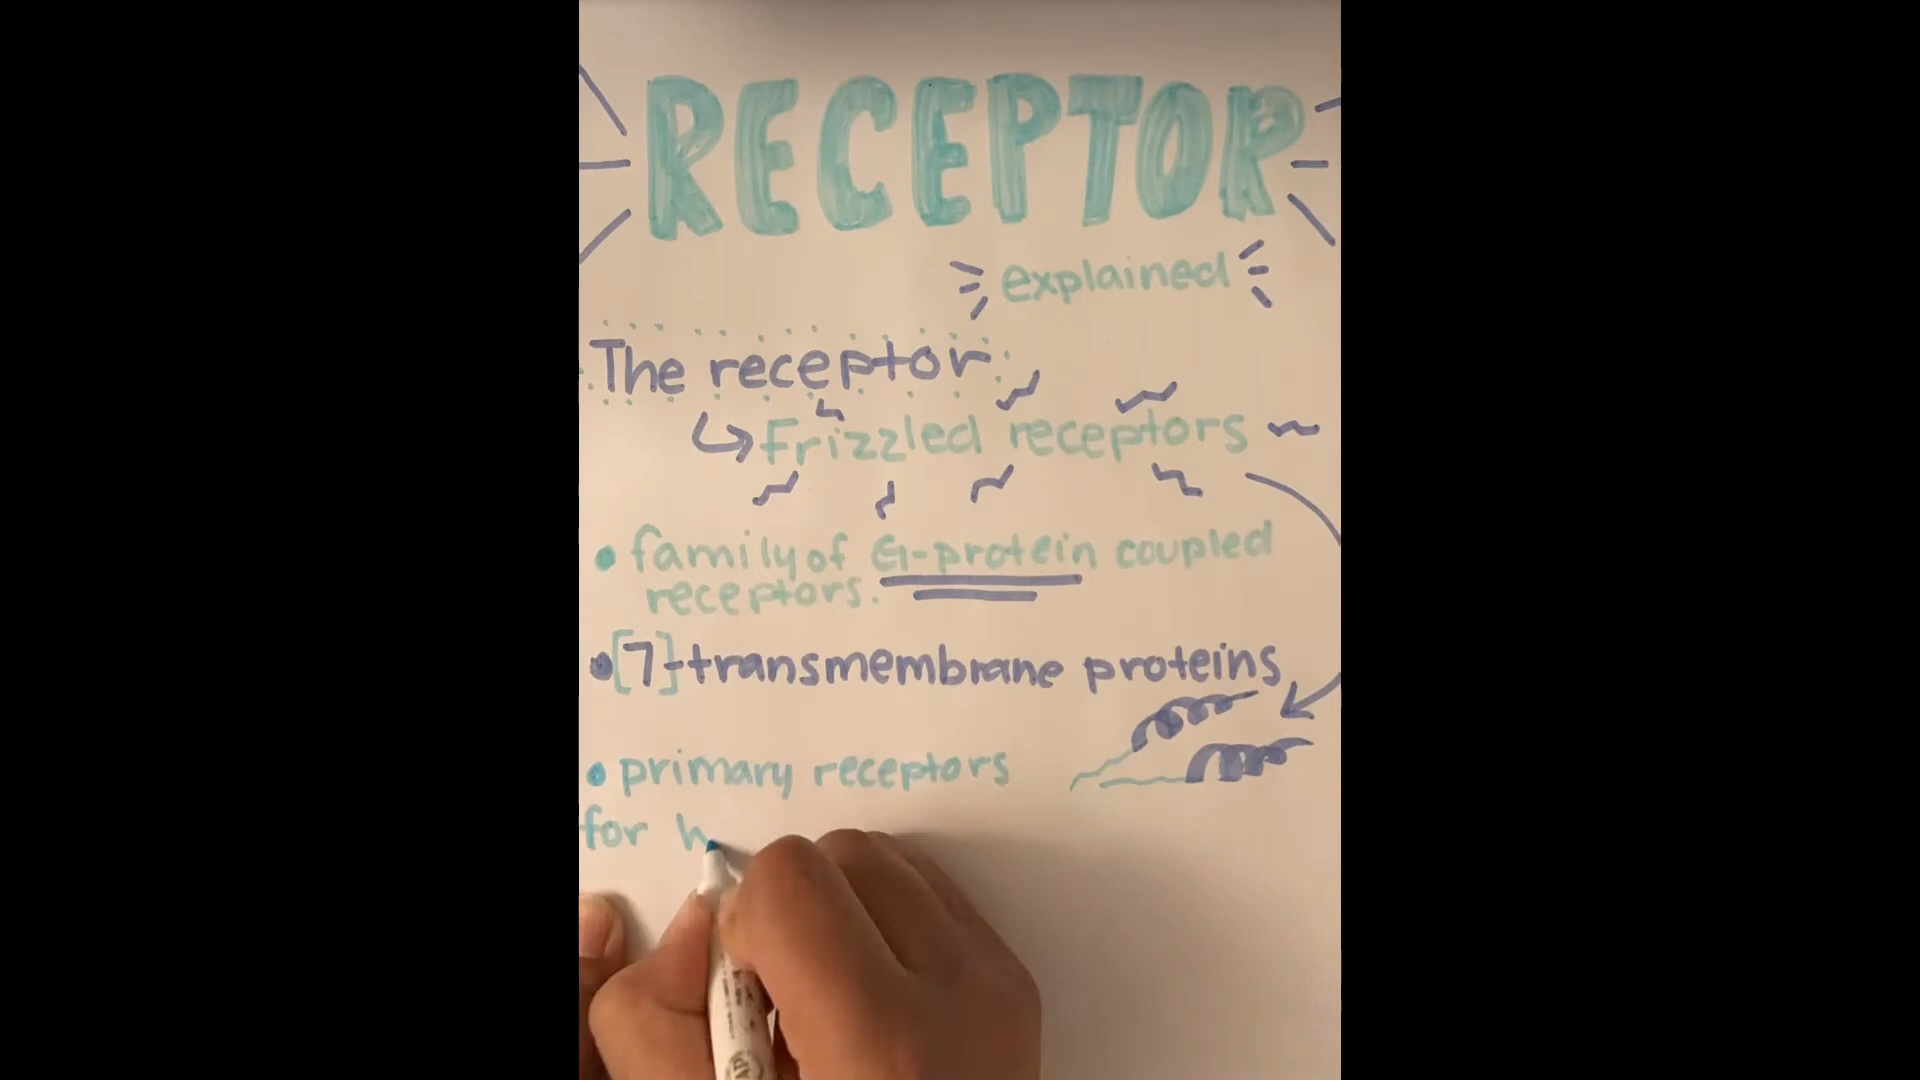 RECEPTOR
explained
The receptor:
Frizzled receptors
• family of G-protein coupled
receptors.
• [7]-transmembrane proteins
• primary receptors
for